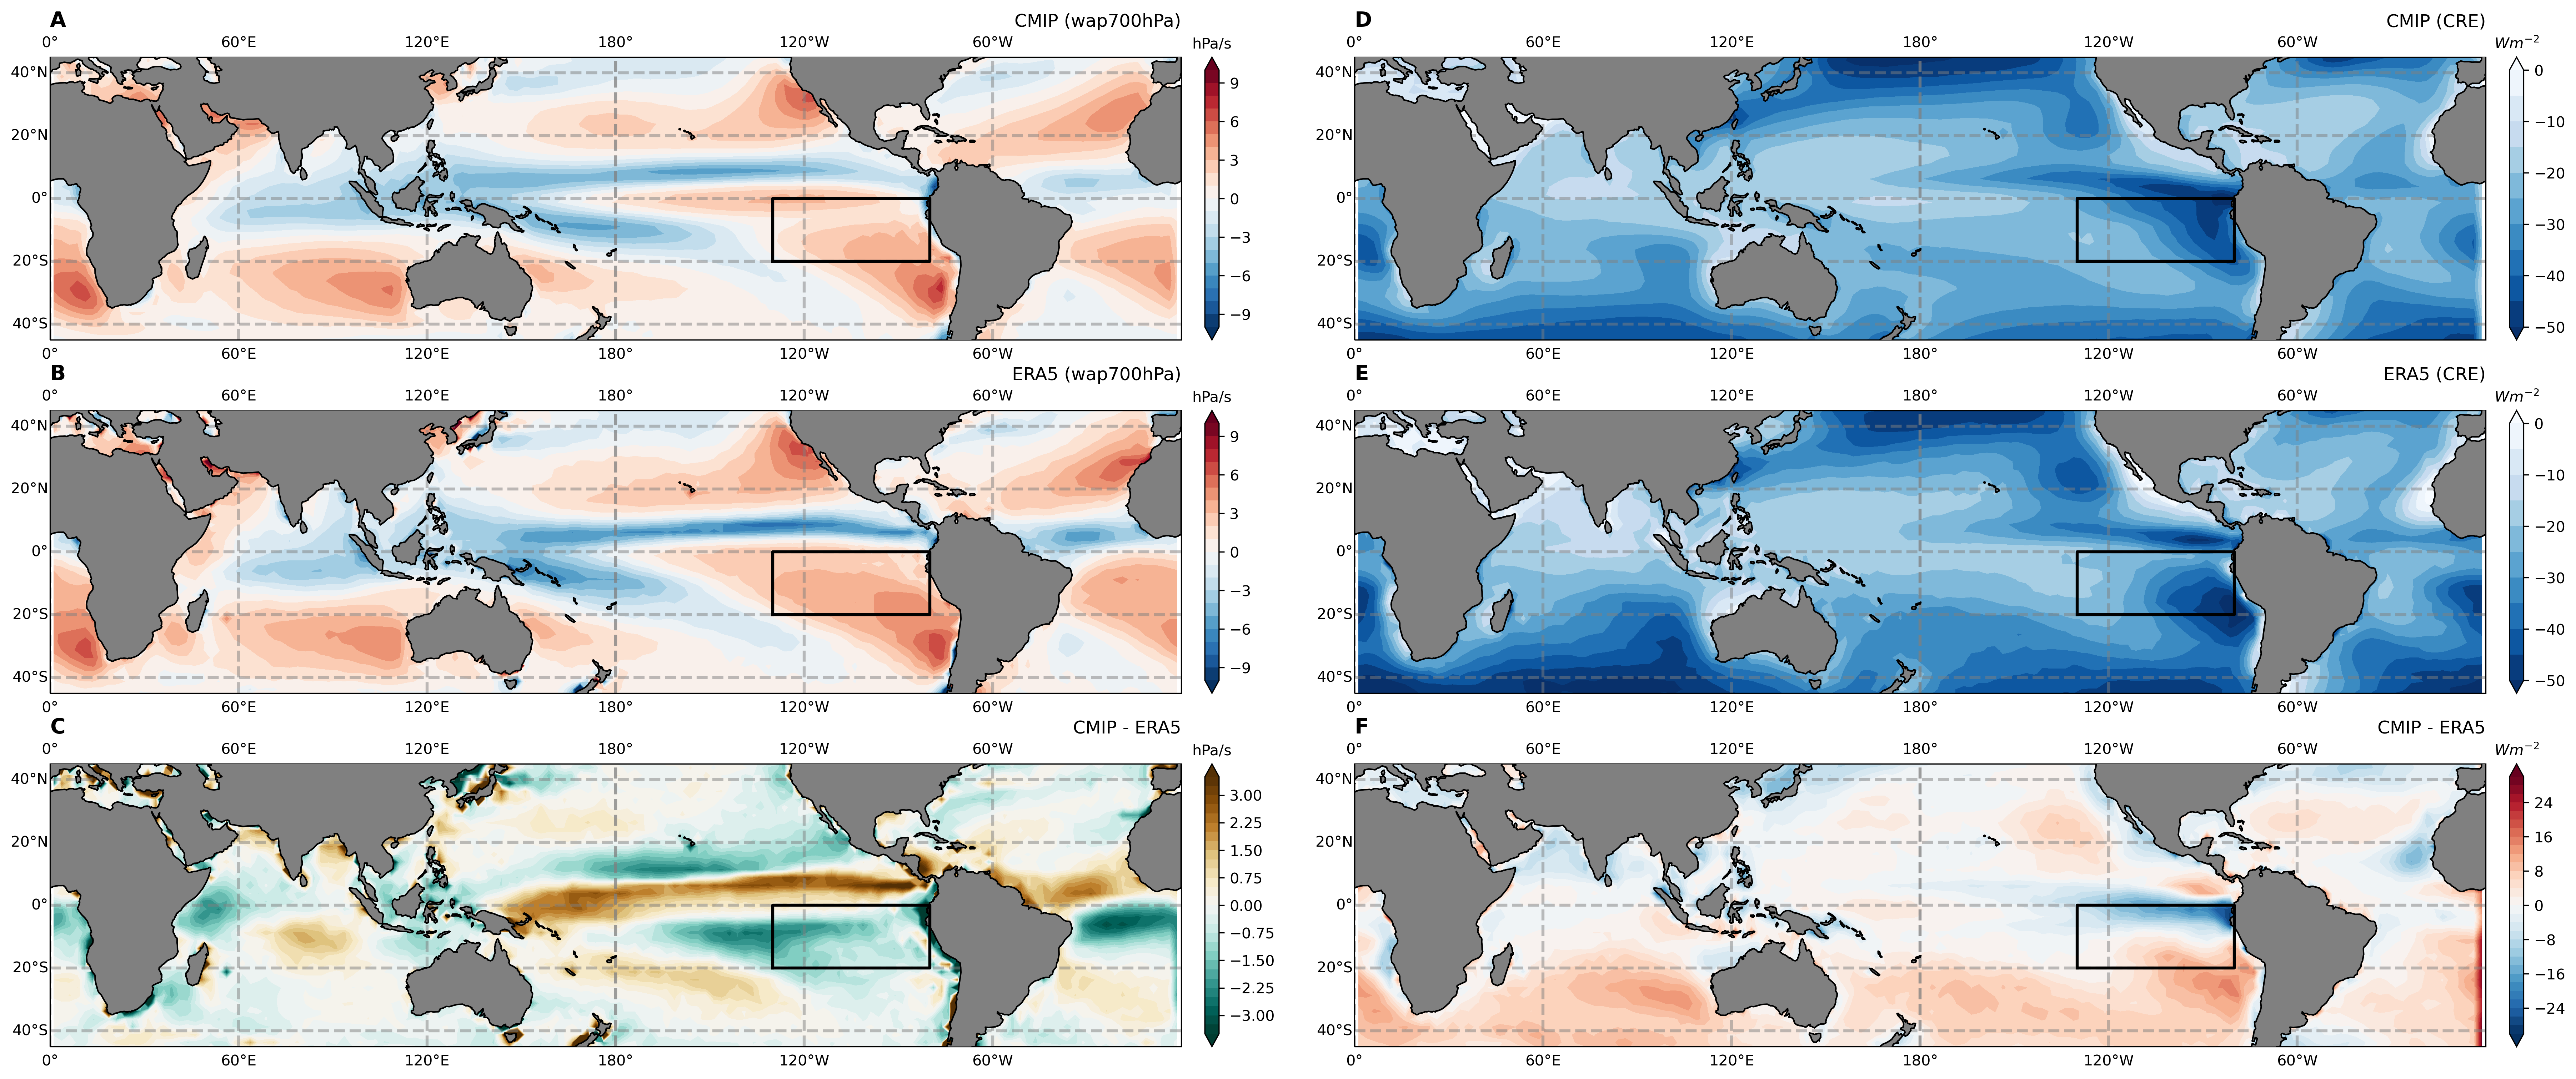 A CMIP (wap700hPa)
0° 60°E 120°E 180° 120°W 60°W hPa/s
40°N 20°N 0° 20°S 40°S
9 6 3 0 −3 −6 −9
0° 60°E 120°E 180° 120°W 60°W
B ERA5 (wap700hPa)
0° 60°E 120°E 180° 120°W 60°W hPa/s
40°N 20°N 0° 20°S 40°S
9 6 3 0 −3 −6 −9
0° 60°E 120°E 180° 120°W 60°W
C CMIP - ERA5
0° 60°E 120°E 180° 120°W 60°W hPa/s
40°N 20°N 0° 20°S 40°S
3.00 2.25 1.50 0.75 0.00 −0.75 −1.50 −2.25 −3.00
0° 60°E 120°E 180° 120°W 60°W
D CMIP (CRE)
0° 60°E 120°E 180° 120°W 60°W Wm⁻²
40°N 20°N 0° 20°S 40°S
0 −10 −20 −30 −40 −50
0° 60°E 120°E 180° 120°W 60°W
E ERA5 (CRE)
0° 60°E 120°E 180° 120°W 60°W Wm⁻²
40°N 20°N 0° 20°S 40°S
0 −10 −20 −30 −40 −50
0° 60°E 120°E 180° 120°W 60°W
F CMIP - ERA5
0° 60°E 120°E 180° 120°W 60°W Wm⁻²
40°N 20°N 0° 20°S 40°S
24 16 8 0 −8 −16 −24
0° 60°E 120°E 180° 120°W 60°W